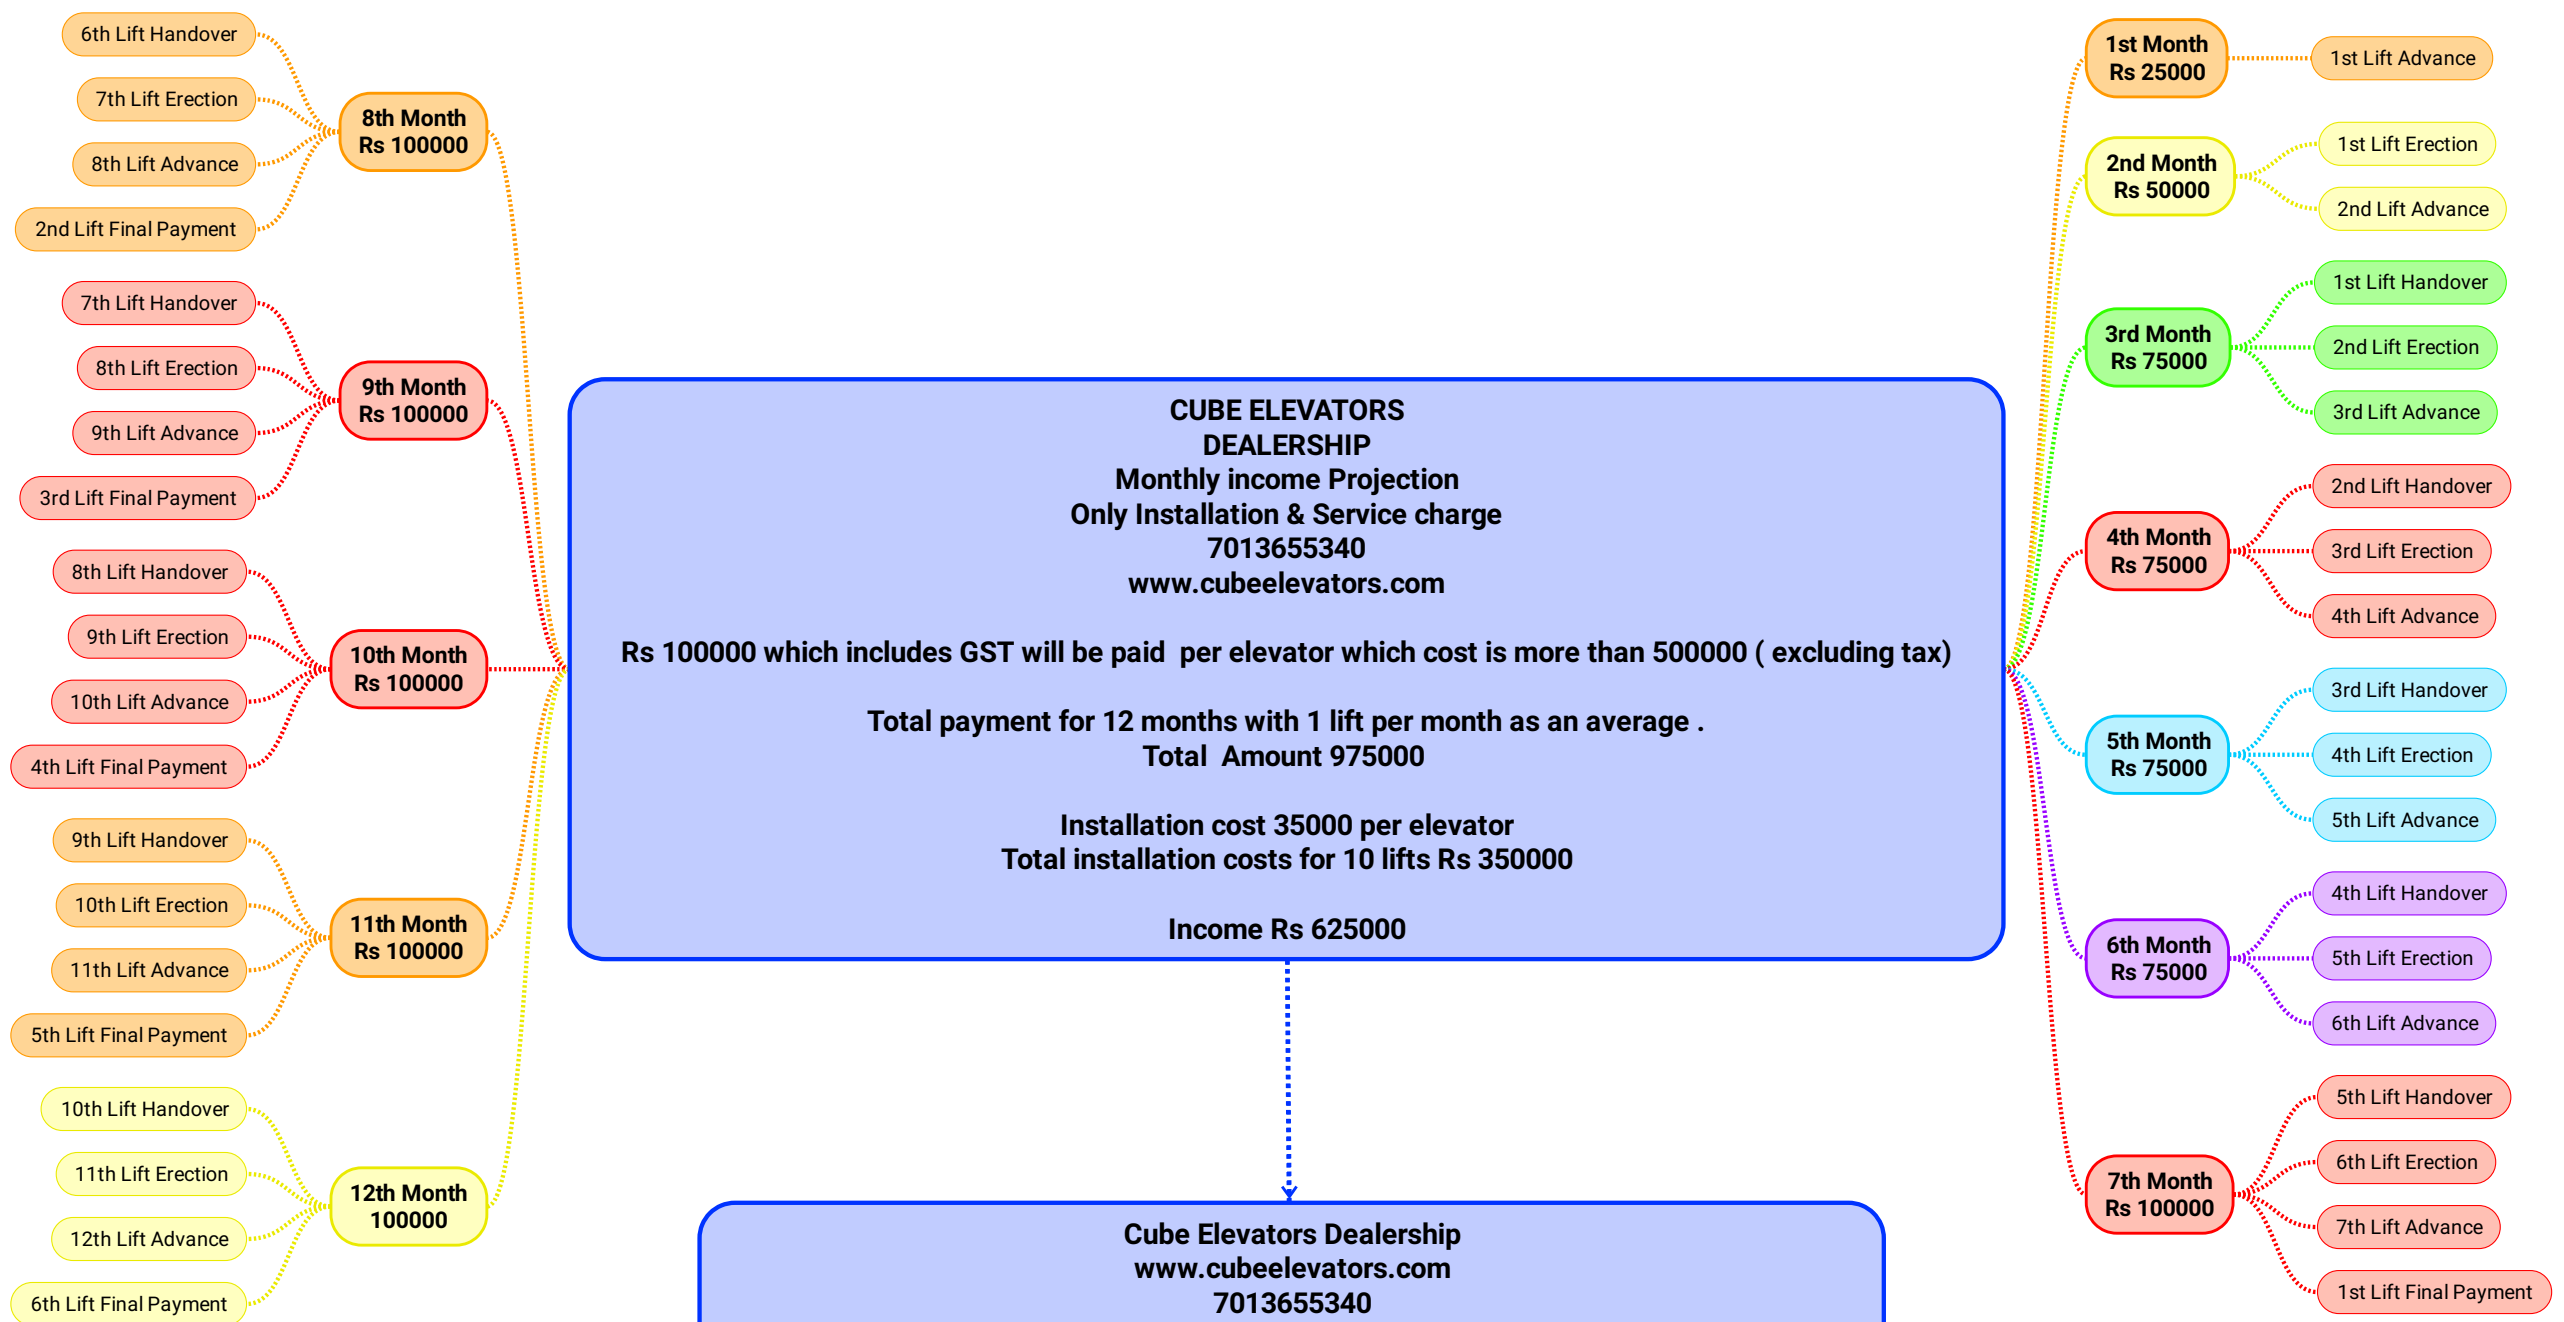 CUBE ELEVATORS
DEALERSHIP
Monthly income Projection
Only Installation & Service charge
7013655340
www.cubeelevators.com
Rs 100000 which includes GST will be paid  per elevator which cost is more than 500000 ( excluding tax)
Total payment for 12 months with 1 lift per month as an average .
Total  Amount 975000
Installation cost 35000 per elevator
Total installation costs for 10 lifts Rs 350000
Income Rs 625000
1st Month
Rs 25000
1st Lift Advance
2nd Month
Rs 50000
1st Lift Erection
2nd Lift Advance
3rd Month
Rs 75000
1st Lift Handover
2nd Lift Erection
3rd Lift Advance
4th Month
Rs 75000
2nd Lift Handover
3rd Lift Erection
4th Lift Advance
5th Month
Rs 75000
3rd Lift Handover
4th Lift Erection
5th Lift Advance
6th Month
Rs 75000
4th Lift Handover
5th Lift Erection
6th Lift Advance
7th Month
Rs 100000
5th Lift Handover
6th Lift Erection
7th Lift Advance
1st Lift Final Payment
8th Month
Rs 100000
6th Lift Handover
7th Lift Erection
8th Lift Advance
2nd Lift Final Payment
9th Month
Rs 100000
7th Lift Handover
8th Lift Erection
9th Lift Advance
3rd Lift Final Payment
10th Month
Rs 100000
8th Lift Handover
9th Lift Erection
10th Lift Advance
4th Lift Final Payment
11th Month
Rs 100000
9th Lift Handover
10th Lift Erection
11th Lift Advance
5th Lift Final Payment
12th Month
100000
10th Lift Handover
11th Lift Erection
12th Lift Advance
6th Lift Final Payment
Cube Elevators Dealership
www.cubeelevators.com
7013655340